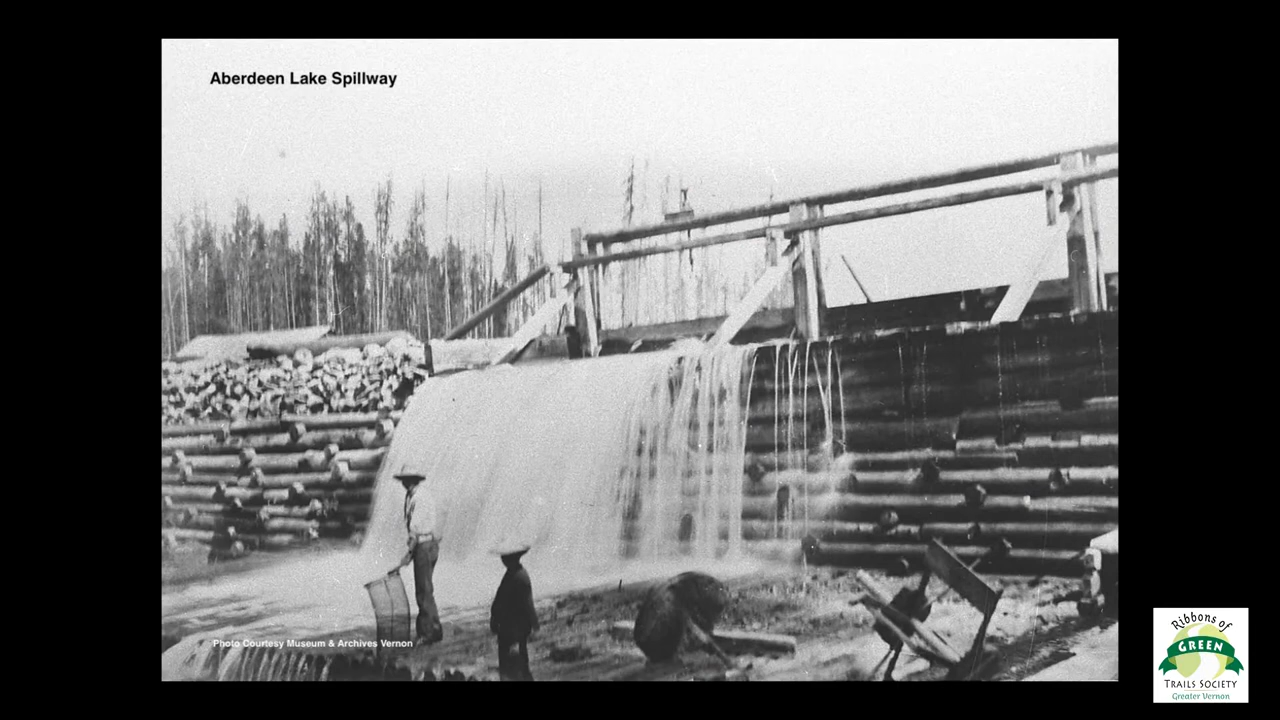 Aberdeen Lake Spillway
Photo Courtesy Museum & Archives Vernon
Ribbons of
GREEN
TRAILS SOCIETY
Greater Vernon